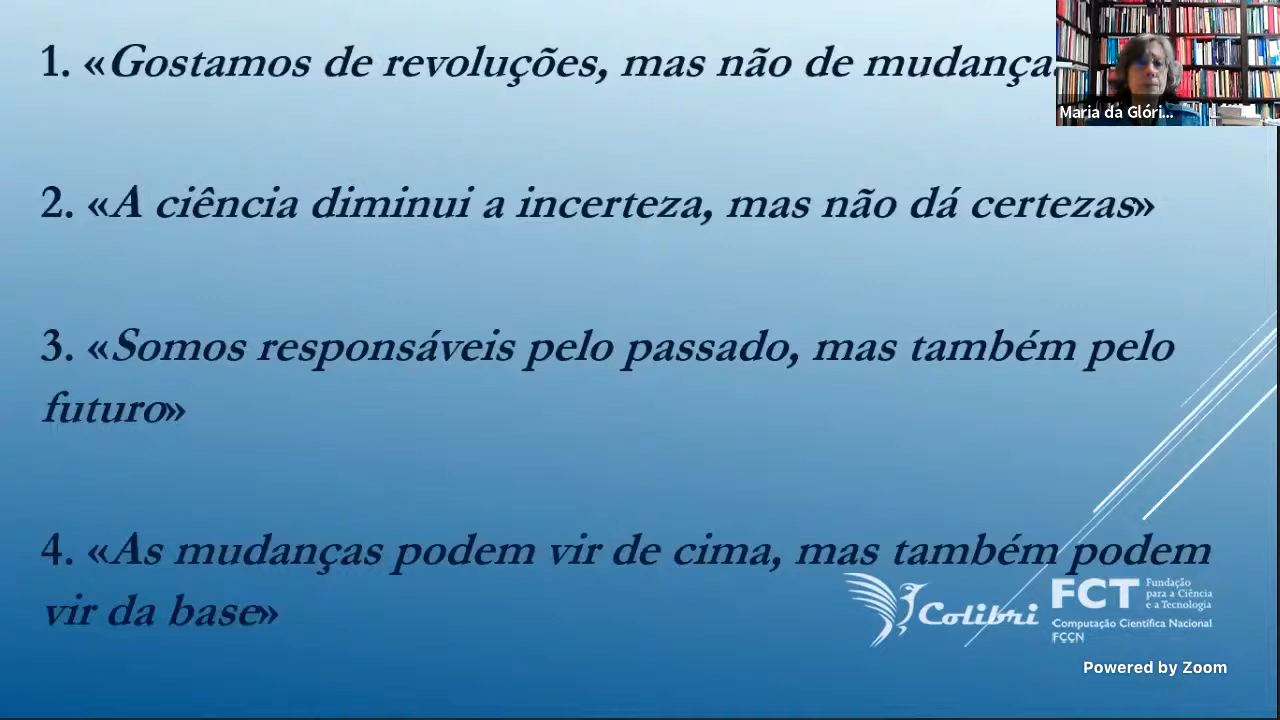 1. «Gostamos de revoluções, mas não de mudança
Maria da Glóri...
2. «A ciência diminui a incerteza, mas não dá certezas»
3. «Somos responsáveis pelo passado, mas também pelo
futuro»
4. «As mudanças podem vir de cima, mas também podem
vir da base»
Colibri
FCT
Fundação
para a Ciência
e a Tecnologia
Computação Científica Nacional
FCCN
Powered by Zoom